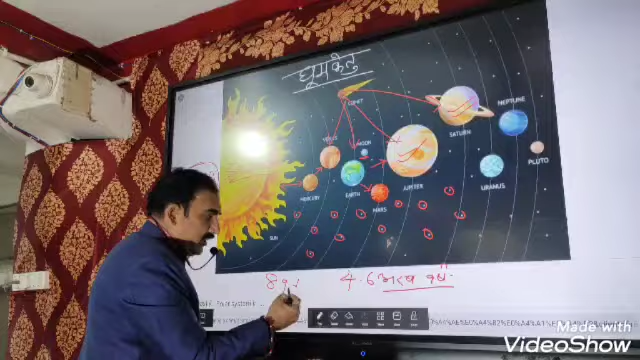 धूमकेतु
COMET
NEPTUNE
SATURN
VENUS
MOON
PLUTO
URANUS
JUPITER
MERCURY
EARTH
MARS
SUN
4.6 अरब वर्ष
Made with
VideoShow